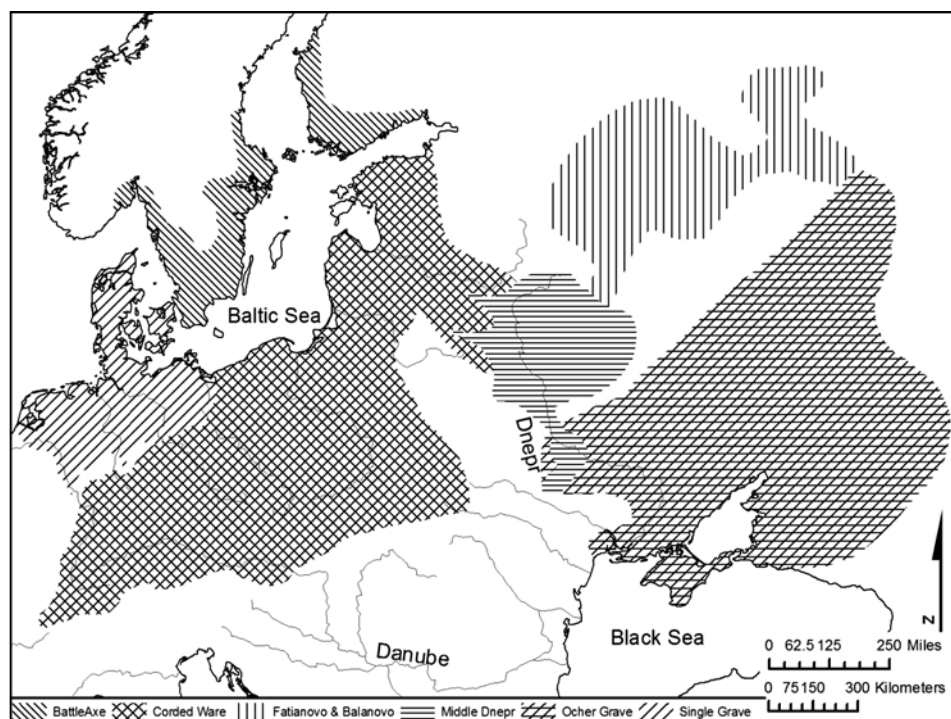 Baltic Sea
Dnepr
Black Sea
Danube
N
0 62.5 125 250 Miles
0 75 150 300 Kilometers
BattleAxe Corded Ware Fatianovo & Balanovo Middle Dnepr Ocher Grave Single Grave